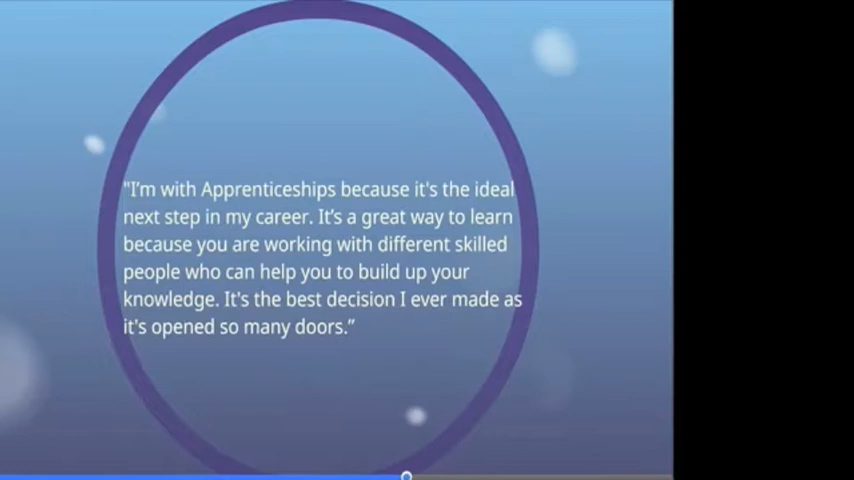 "I'm with Apprenticeships because it's the ideal
next step in my career. It's a great way to learn
because you are working with different skilled
people who can help you to build up your
knowledge. It's the best decision I ever made as
it's opened so many doors.”